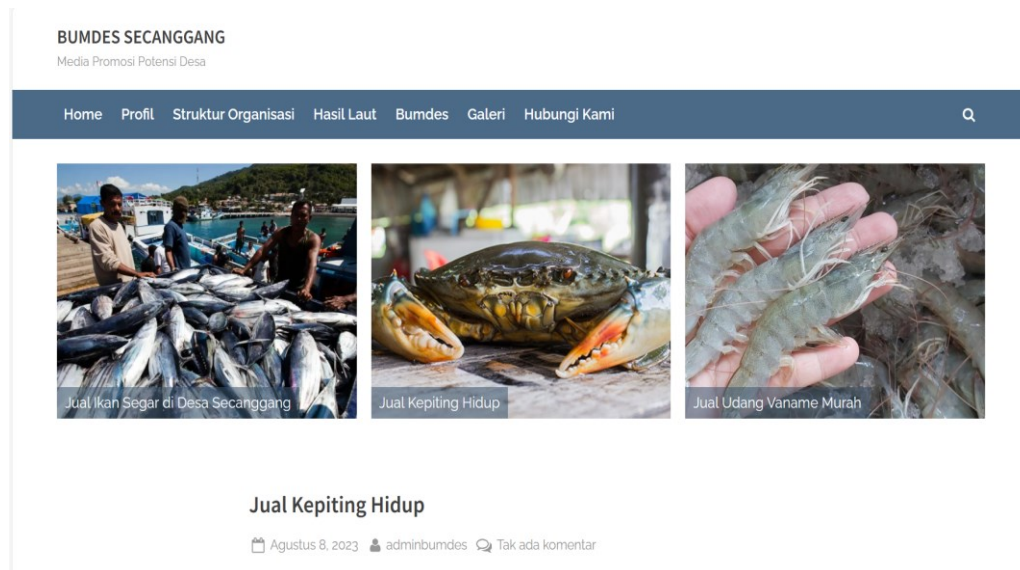 BUMDES SECANGGANG
Media Promosi Potensi Desa
Home Profil Struktur Organisasi Hasil Laut Bumdes Galeri Hubungi Kami
Jual Ikan Segar di Desa Secanggang
Jual Kepiting Hidup
Jual Udang Vaname Murah
Jual Kepiting Hidup
Agustus 8, 2023 adminbumdes Tak ada komentar